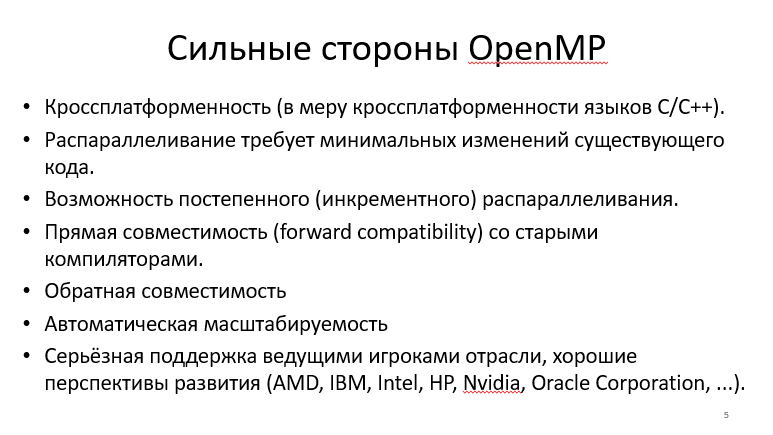 Сильные стороны OpenMP
• Кроссплатформенность (в меру кроссплатформенности языков C/C++).
• Распараллеливание требует минимальных изменений существующего
кода.
• Возможность постепенного (инкрементного) распараллеливания.
• Прямая совместимость (forward compatibility) со старыми
компиляторами.
• Обратная совместимость
• Автоматическая масштабируемость
• Серьёзная поддержка ведущими игроками отрасли, хорошие
перспективы развития (AMD, IBM, Intel, HP, Nvidia, Oracle Corporation, ...).
5